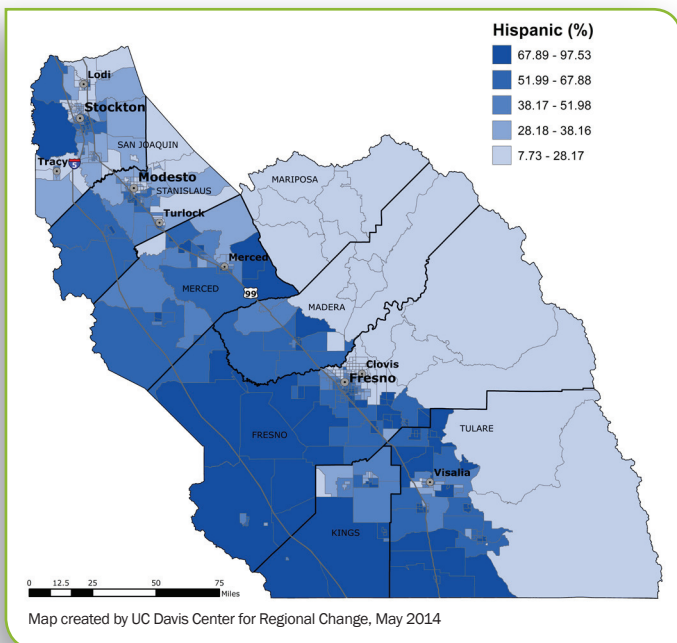 Hispanic (%)
67.89 - 97.53
51.99 - 67.88
38.17 - 51.98
28.18 - 38.16
7.73 - 28.17
Lodi
Stockton
SAN JOAQUIN
5
Tracy
Modesto
STANISLAUS
Turlock
MARIPOSA
Merced
MERCED
99
MADERA
Clovis
Fresno
FRESNO
TULARE
Visalia
KINGS
0 12.5 25 50 75
Miles
Map created by UC Davis Center for Regional Change, May 2014